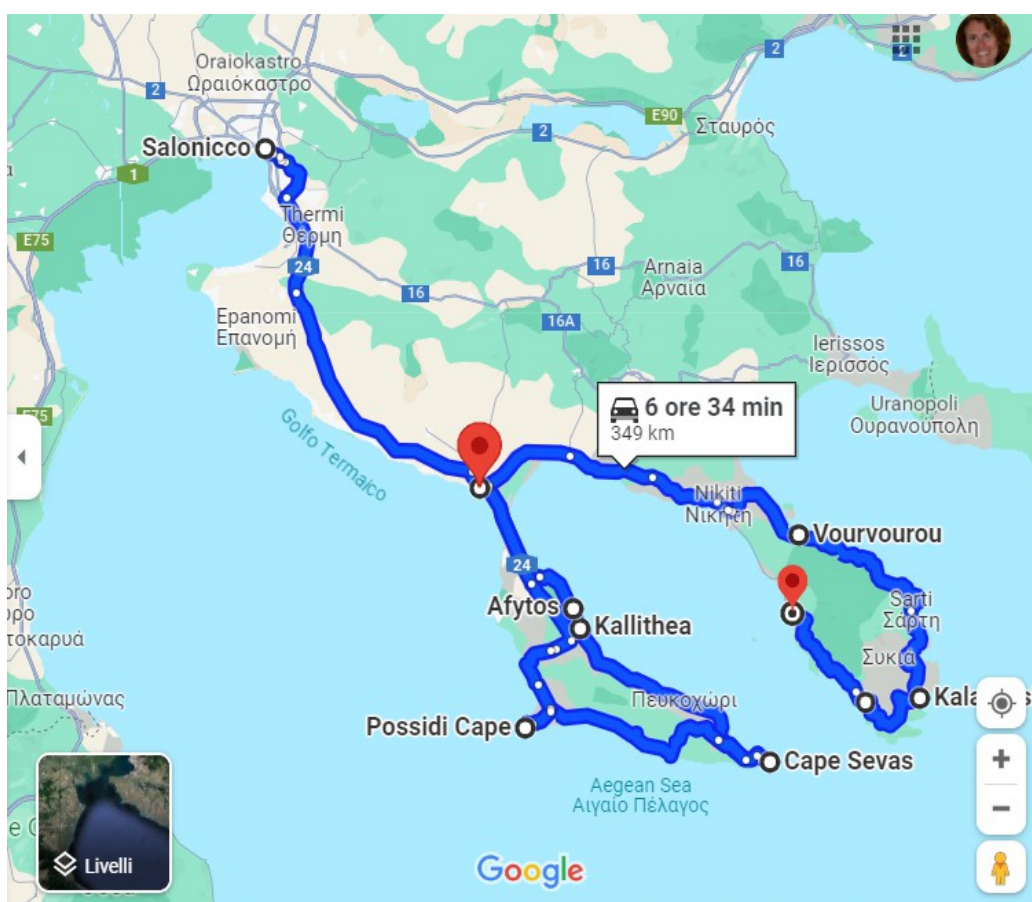 2
Oraiokastro
Ωραιόκαστρο
2
2
E90
2
Σταυρός
Salonicco
1
Thermi
Θέρμη
E75
24
16
16
16
Arnaia
Αρναία
Epanomi
Επανομή
16A
Ierissos
Ιερισσός
6 ore 34 min
349 km
Uranopoli
Ουρανούπολη
E75
Golfo Termaico
Nikiti
Νικήτη
Vourvourou
24
Afytos
Kallithea
Sarti
Σάρτη
τοκαρυά
Συκιά
Πλαταμώνας
Πευκοχώρι
Possidi Cape
Cape Sevas
Aegean Sea
Αιγαίο Πέλαγος
Livelli
Google